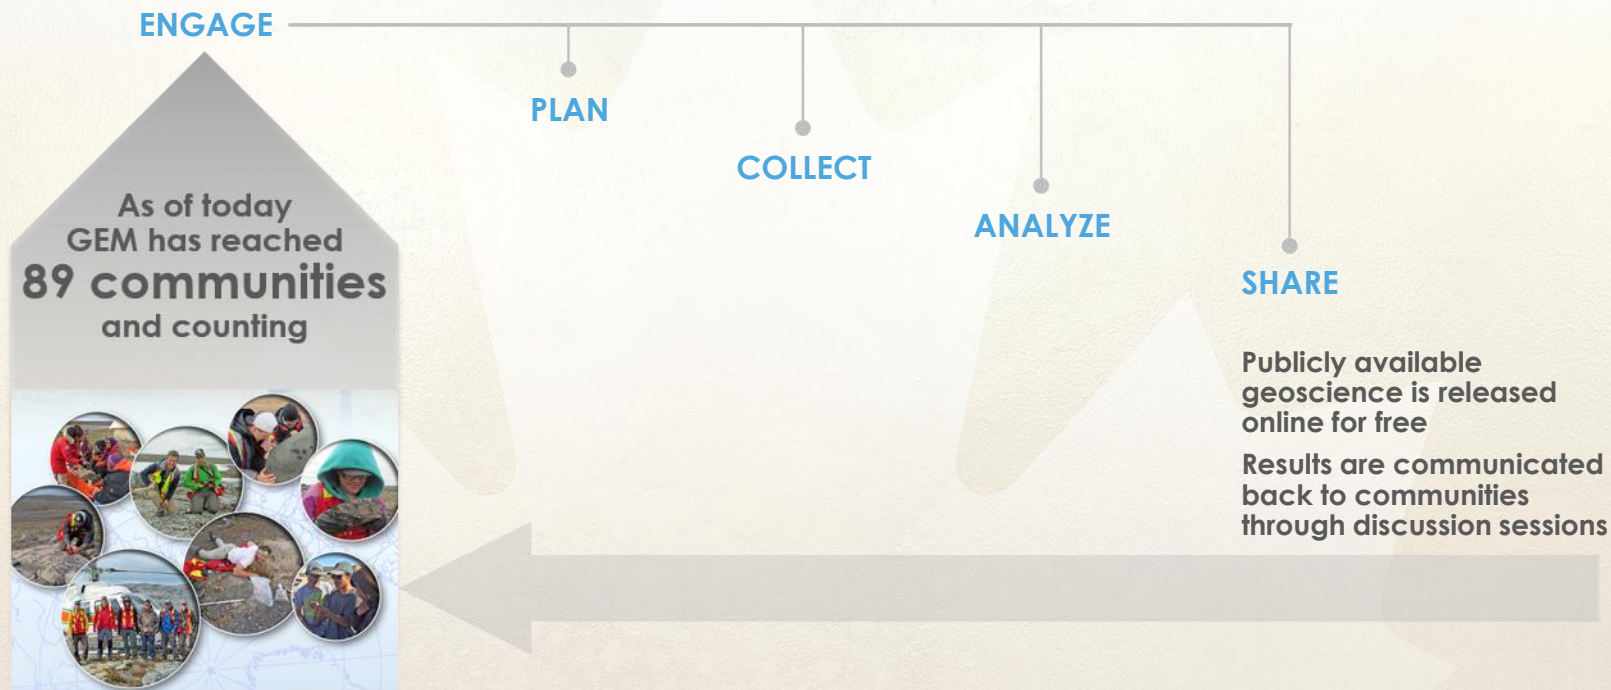 ENGAGE
PLAN
COLLECT
ANALYZE
SHARE
As of today
GEM has reached
89 communities
and counting
Publicly available
geoscience is released
online for free
Results are communicated
back to communities
through discussion sessions